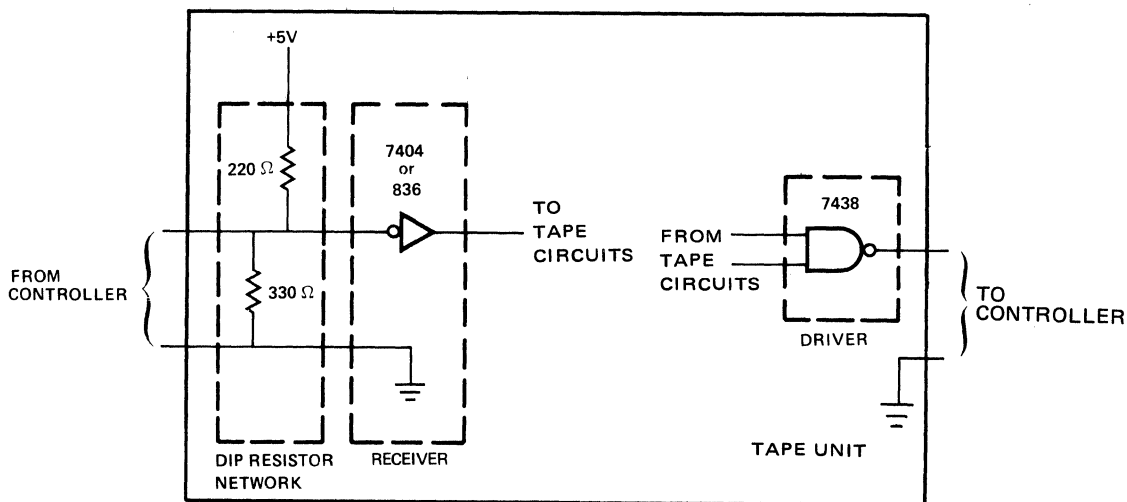 +5V
220 Ω
7404
or
836
TO
TAPE
CIRCUITS
FROM
CONTROLLER
330 Ω
DIP RESISTOR
NETWORK
RECEIVER
7438
FROM
TAPE
CIRCUITS
DRIVER
TO
CONTROLLER
TAPE UNIT